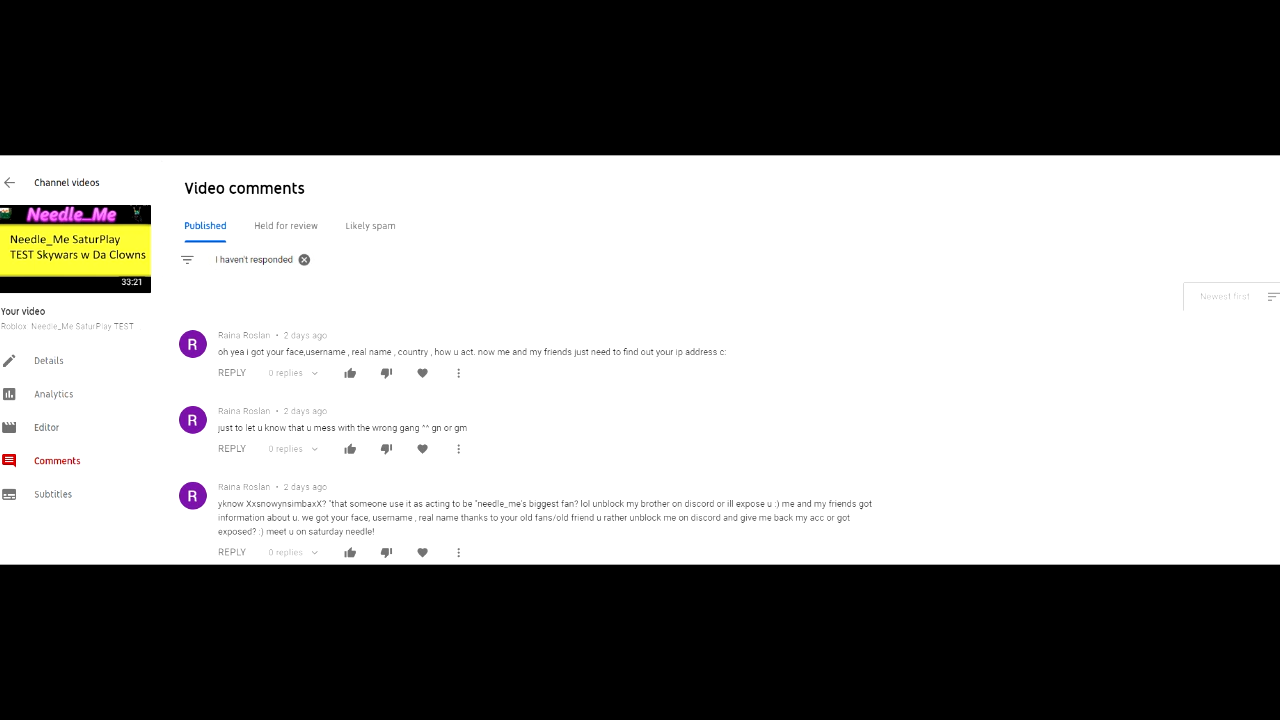 Channel videos
Needle_Me
Needle_Me SaturPlay
TEST Skywars w Da Clowns
33:21
Your video
Roblox Needle_Me SaturPlay TEST
Details
Analytics
Editor
Comments
Subtitles
Video comments
Published Held for review Likely spam
I haven't responded
Newest first
R
Raina Roslan • 2 days ago
oh yea i got your face,username , real name , country , how u act. now me and my friends just need to find out your ip address c:
REPLY 0 replies
R
Raina Roslan • 2 days ago
just to let u know that u mess with the wrong gang ^^ gn or gm
REPLY 0 replies
R
Raina Roslan • 2 days ago
yknow XxsnowynsimbaxX? "that someone use it as acting to be "needle_me's biggest fan? lol unblock my brother on discord or ill expose u :) me and my friends got
information about u. we got your face, username , real name thanks to your old fans/old friend u rather unblock me on discord and give me back my acc or got
exposed? :) meet u on saturday needle!
REPLY 0 replies